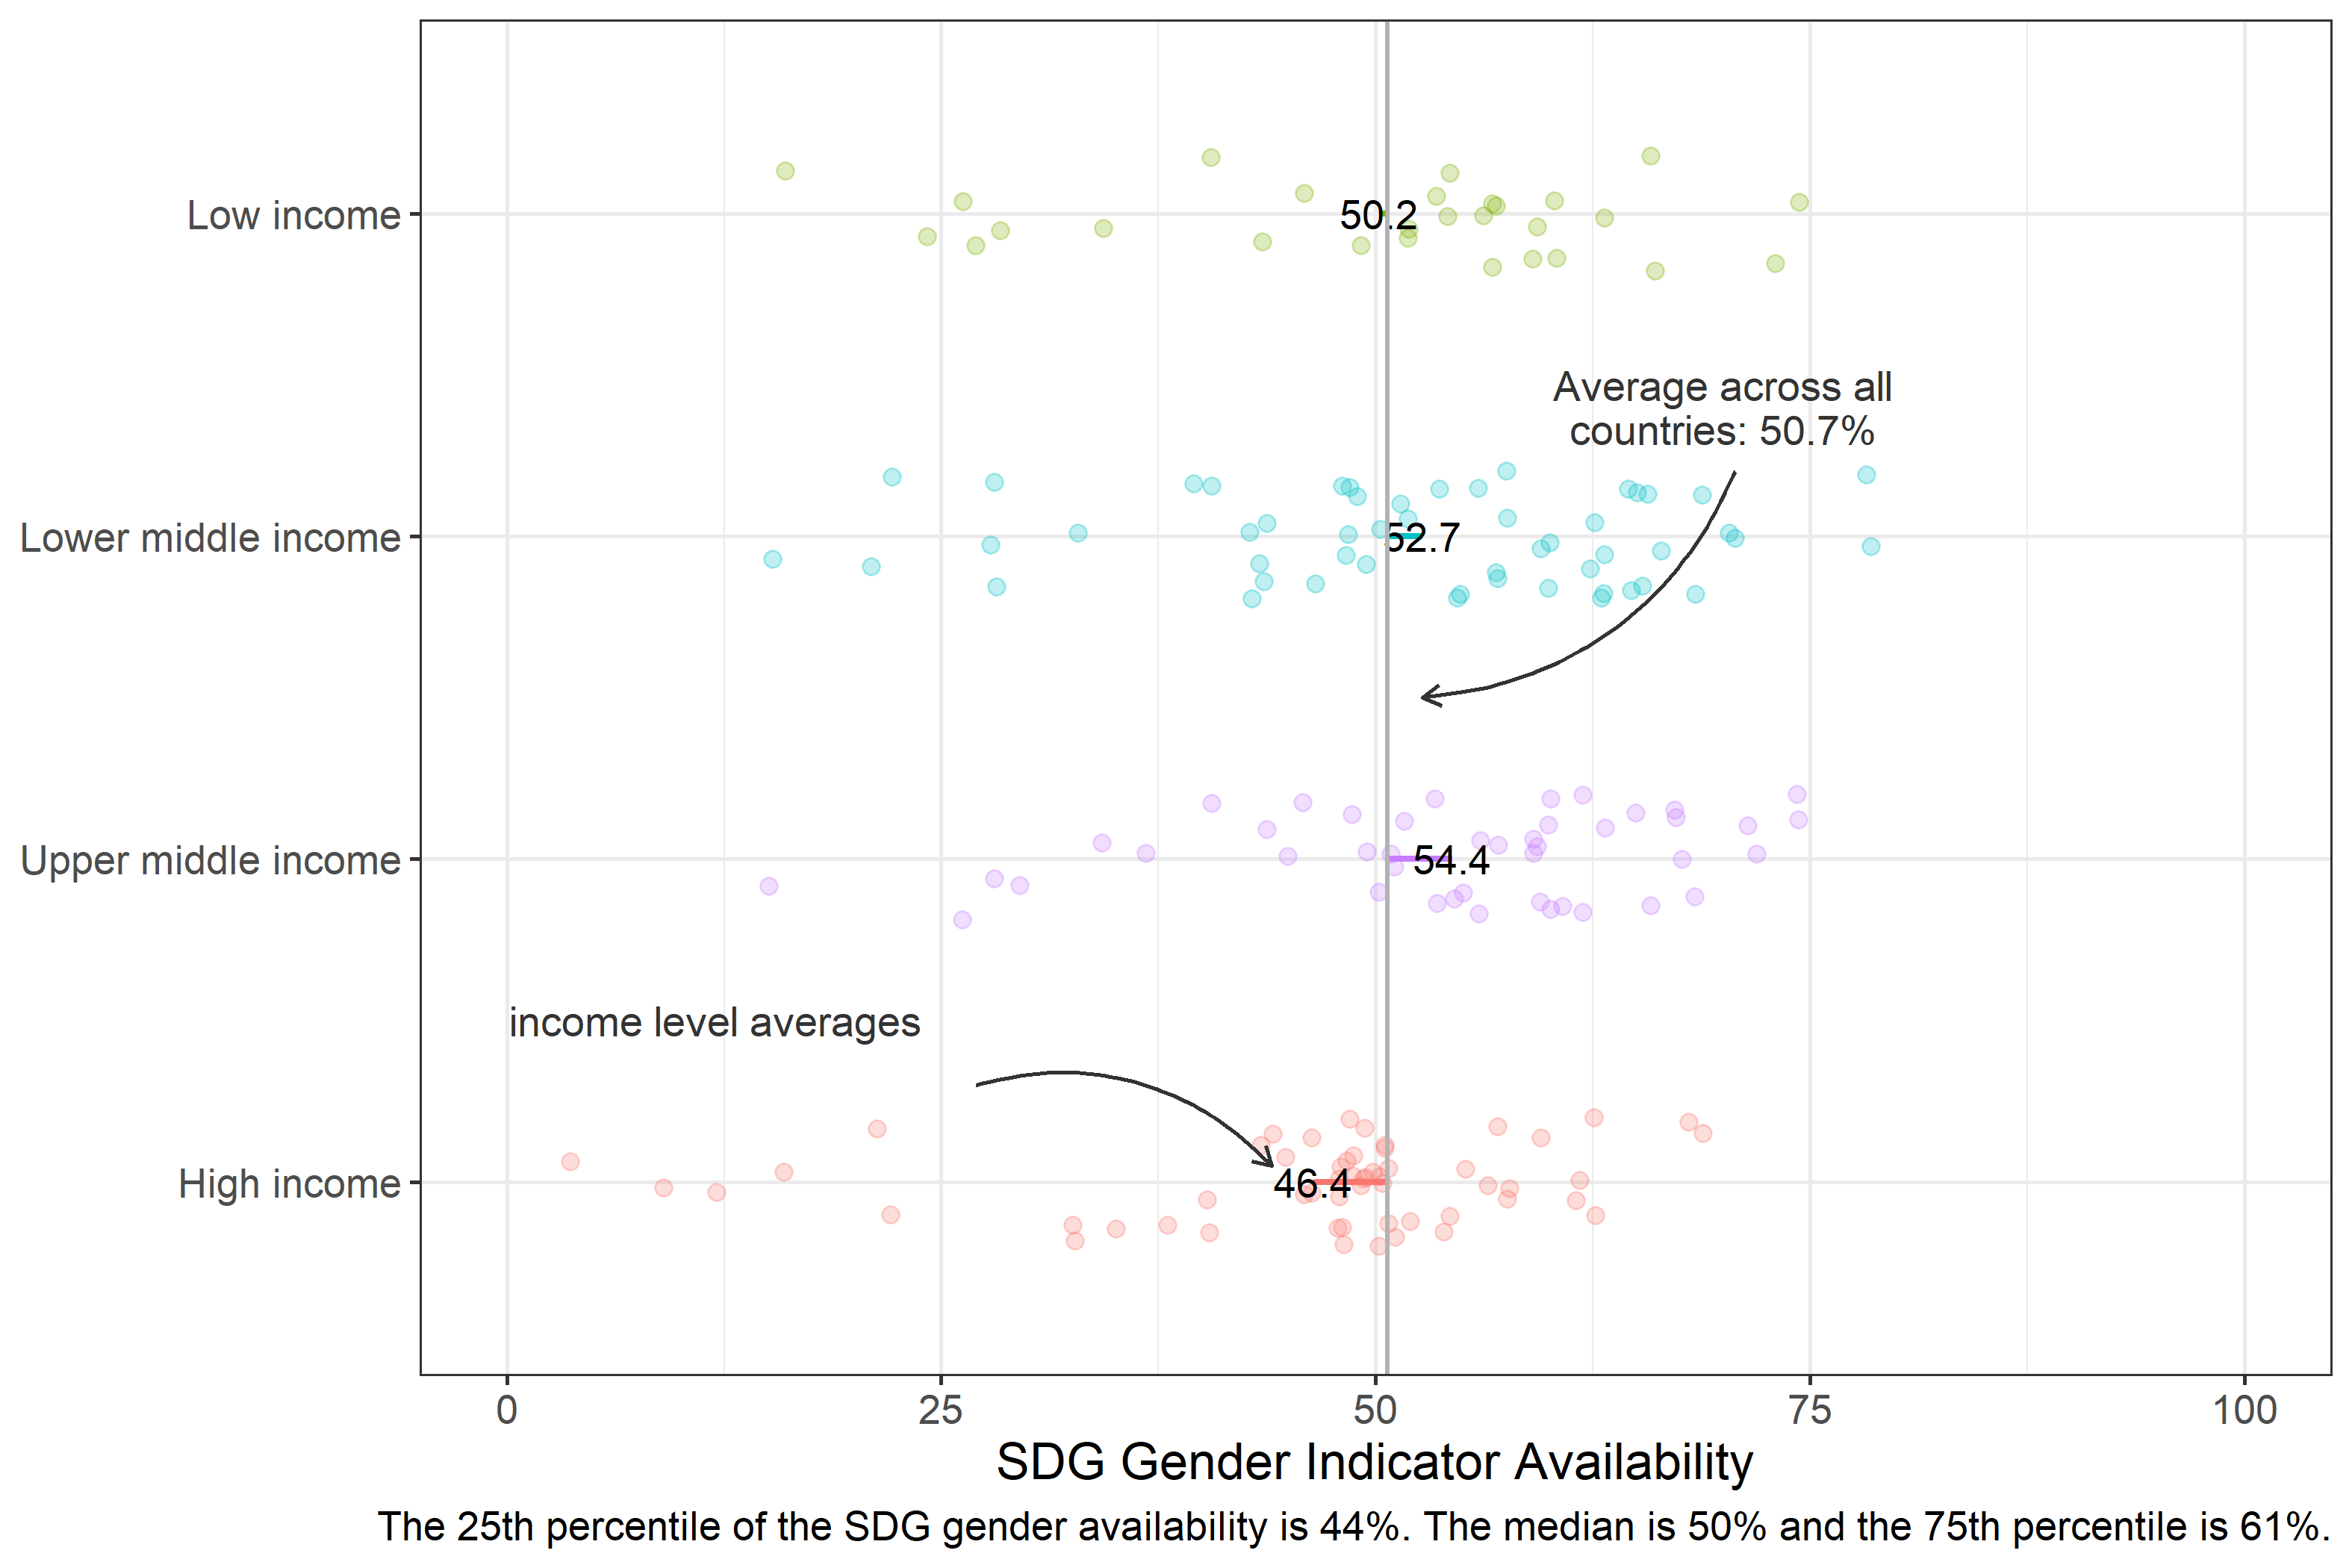 Low income
50.2
Average across all
countries: 50.7%
Lower middle income
52.7
Upper middle income
54.4
income level averages
High income
46.4
0
25
50
75
100
SDG Gender Indicator Availability
The 25th percentile of the SDG gender availability is 44%. The median is 50% and the 75th percentile is 61%.